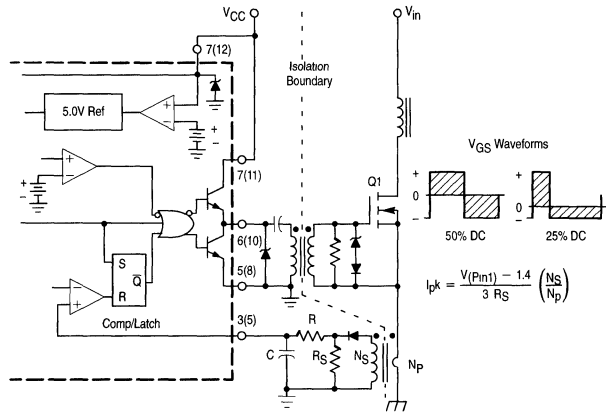 VCC
Vin
7(12)
Isolation
Boundary
5.0V Ref
+
−
+
−
VGS Waveforms
+
−
+
−
7(11)
Q1
+
0
−
+
0
−
6(10)
50% DC
25% DC
S
Q̅
R
5(8)
+
−
Comp/Latch
3(5)
R
C
RS
NS
NP
Ipk = V(Pin1) − 1.4 / 3 RS (NS / NP)